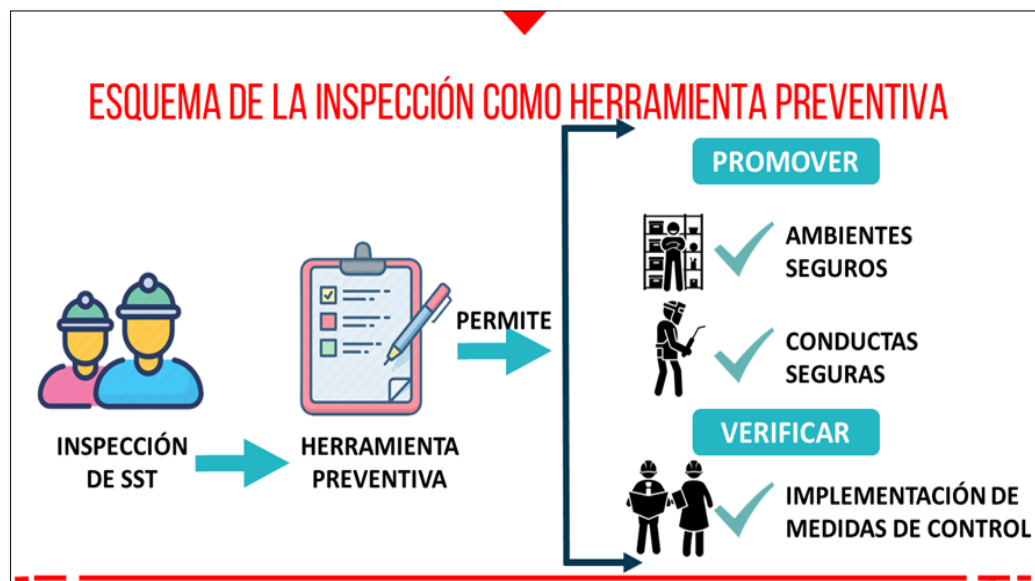 ESQUEMA DE LA INSPECCIÓN COMO HERRAMIENTA PREVENTIVA
INSPECCIÓN
DE SST
HERRAMIENTA
PREVENTIVA
PERMITE
PROMOVER
AMBIENTES
SEGUROS
CONDUCTAS
SEGURAS
VERIFICAR
IMPLEMENTACIÓN DE
MEDIDAS DE CONTROL